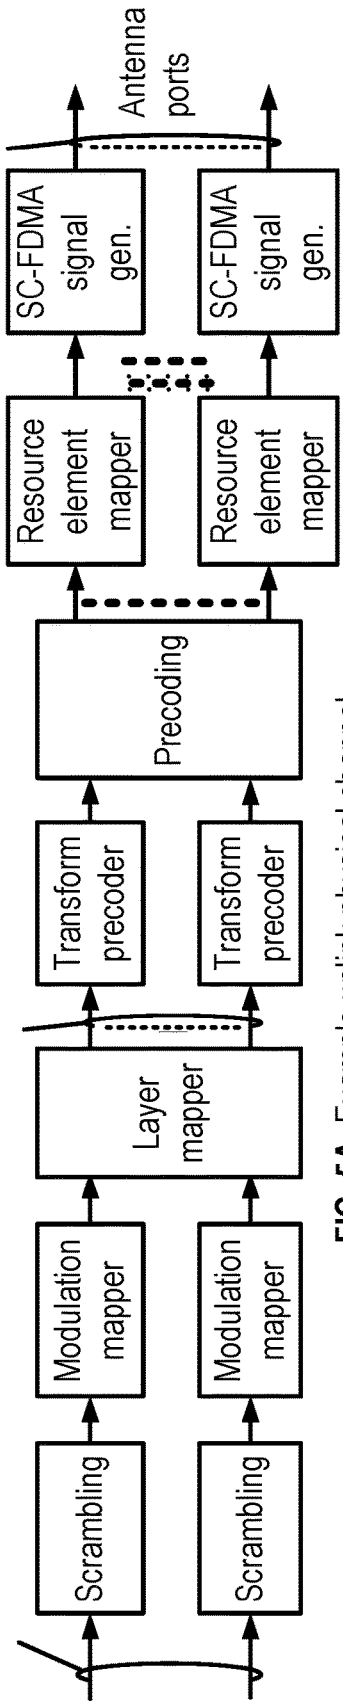 Scrambling
Scrambling
Modulation
mapper
Modulation
mapper
Layer
mapper
Transform
precoder
Transform
precoder
Precoding
Resource
element
mapper
Resource
element
mapper
SC-FDMA
signal
gen.
SC-FDMA
signal
gen.
Antenna
ports
FIG. 5A Example uplink physical channel